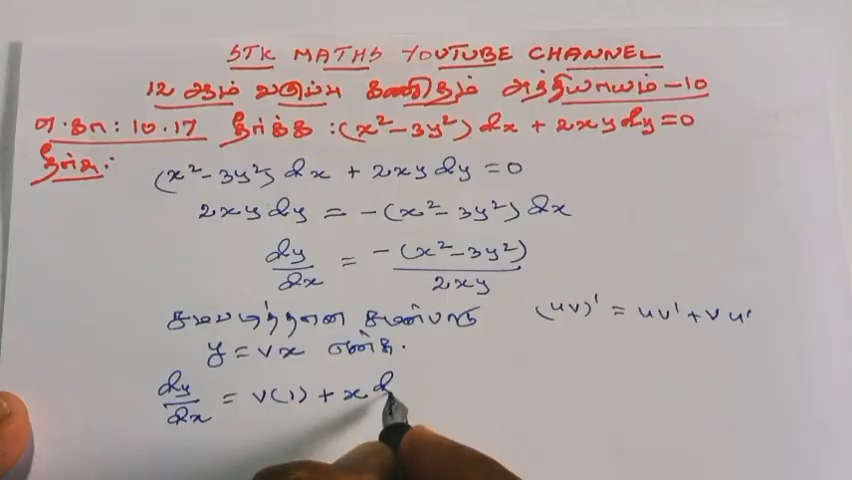 STK MATHS YOUTUBE CHANNEL
12 ஆம் வகுப்பு கணிதம் அத்தியாயம் - 10
எ.கா : 10.17 தீர்க்க : (x² - 3y²) dx + 2xy dy = 0
தீர்வு :
(x² - 3y²) dx + 2xy dy = 0
2xy dy = -(x² - 3y²) dx
dy/dx = -(x² - 3y²)/2xy
சமபடித்தான சமன்பாடு (uv)' = uv' + vu'
y = vx என்க.
dy/dx = v(1) + x d